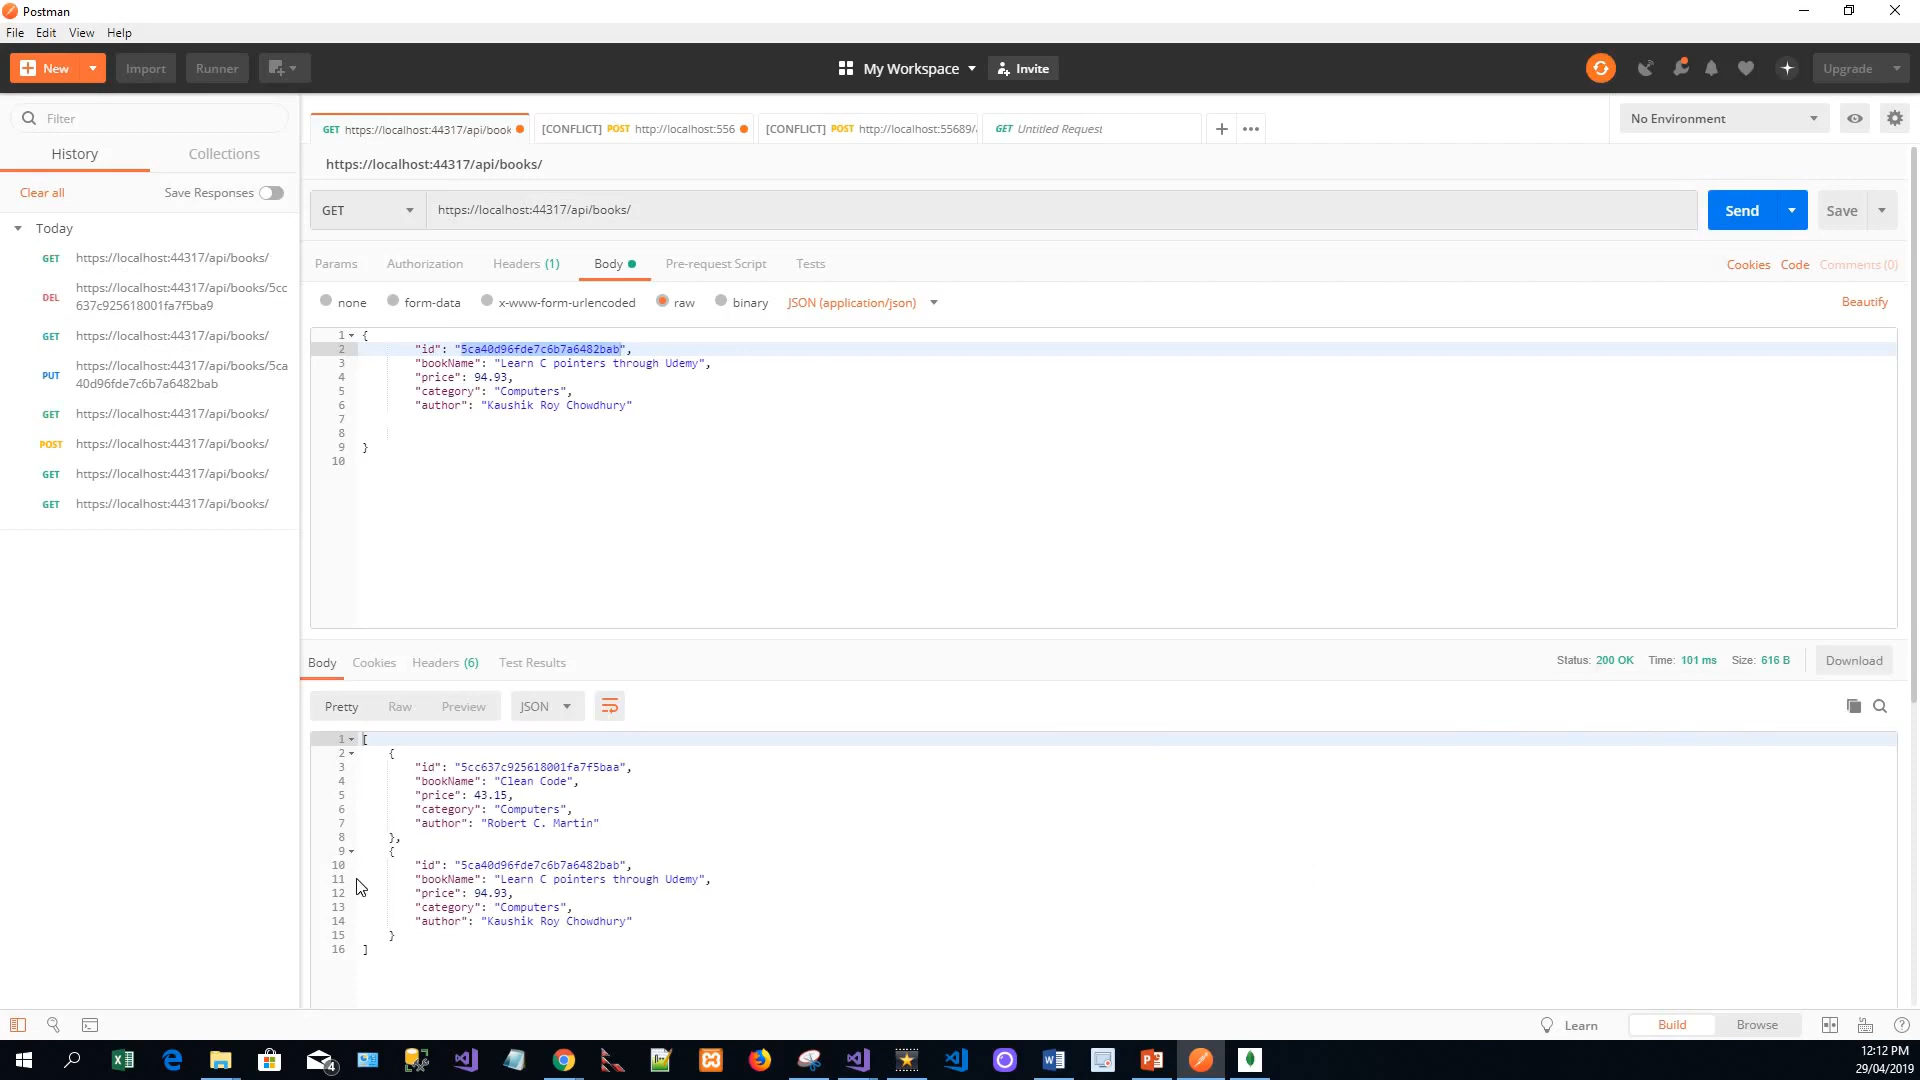 Postman
File Edit View Help
New Import Runner My Workspace Invite Upgrade
Filter
History Collections
Clear all Save Responses
Today
GET https://localhost:44317/api/books/
DEL https://localhost:44317/api/books/5cc
637c925618001fa7f5ba9
GET https://localhost:44317/api/books/
PUT https://localhost:44317/api/books/5ca
40d96fde7c6b7a6482bab
GET https://localhost:44317/api/books/
POST https://localhost:44317/api/books/
GET https://localhost:44317/api/books/
GET https://localhost:44317/api/books/
GET https://localhost:44317/api/book [CONFLICT] POST http://localhost:556 [CONFLICT] POST http://localhost:55689/ GET Untitled Request No Environment
https://localhost:44317/api/books/
GET https://localhost:44317/api/books/ Send Save
Params Authorization Headers (1) Body Pre-request Script Tests Cookies Code Comments (0)
none form-data x-www-form-urlencoded raw binary JSON (application/json) Beautify
1 {
2 "id": "5ca40d96fde7c6b7a6482bab",
3 "bookName": "Learn C pointers through Udemy",
4 "price": 94.93,
5 "category": "Computers",
6 "author": "Kaushik Roy Chowdhury"
7
8
9 }
10
Body Cookies Headers (6) Test Results Status: 200 OK Time: 101 ms Size: 616 B Download
Pretty Raw Preview JSON
1 [
2 {
3 "id": "5cc637c925618001fa7f5baa",
4 "bookName": "Clean Code",
5 "price": 43.15,
6 "category": "Computers",
7 "author": "Robert C. Martin"
8 },
9 {
10 "id": "5ca40d96fde7c6b7a6482bab",
11 "bookName": "Learn C pointers through Udemy",
12 "price": 94.93,
13 "category": "Computers",
14 "author": "Kaushik Roy Chowdhury"
15 }
16 ]
Learn Build Browse
4
12:12 PM
29/04/2019